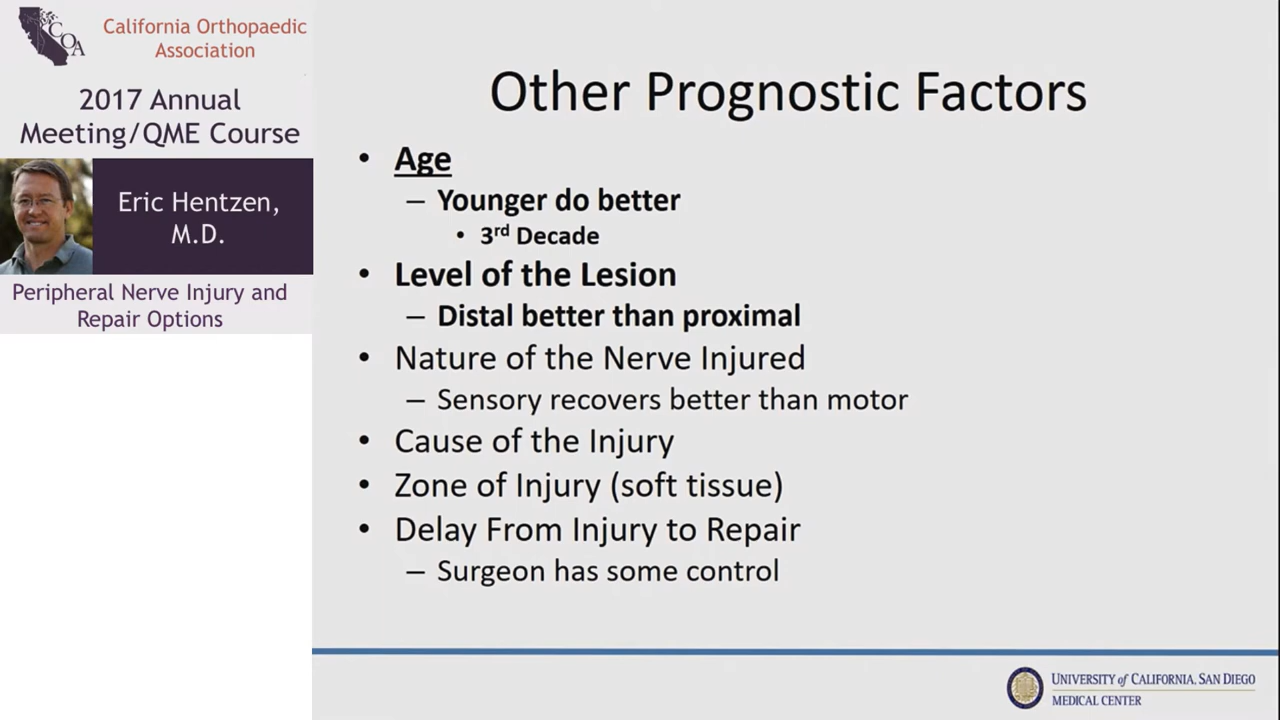 COA
California Orthopaedic
Association
2017 Annual
Meeting/QME Course
Eric Hentzen,
M.D.
Peripheral Nerve Injury and
Repair Options
Other Prognostic Factors
• Age
– Younger do better
• 3rd Decade
• Level of the Lesion
– Distal better than proximal
• Nature of the Nerve Injured
– Sensory recovers better than motor
• Cause of the Injury
• Zone of Injury (soft tissue)
• Delay From Injury to Repair
– Surgeon has some control
UNIVERSITY of CALIFORNIA, SAN DIEGO
MEDICAL CENTER